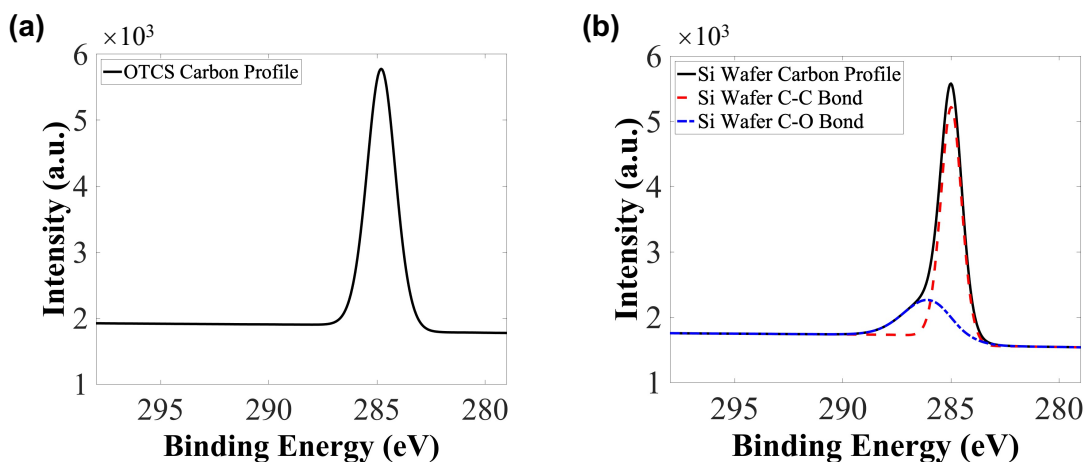 (a)
×10³
OTCS Carbon Profile
6
5
4
3
2
1
295
290
285
280
Intensity (a.u.)
Binding Energy (eV)
(b)
×10³
Si Wafer Carbon Profile
Si Wafer C-C Bond
Si Wafer C-O Bond
6
5
4
3
2
1
295
290
285
280
Intensity (a.u.)
Binding Energy (eV)